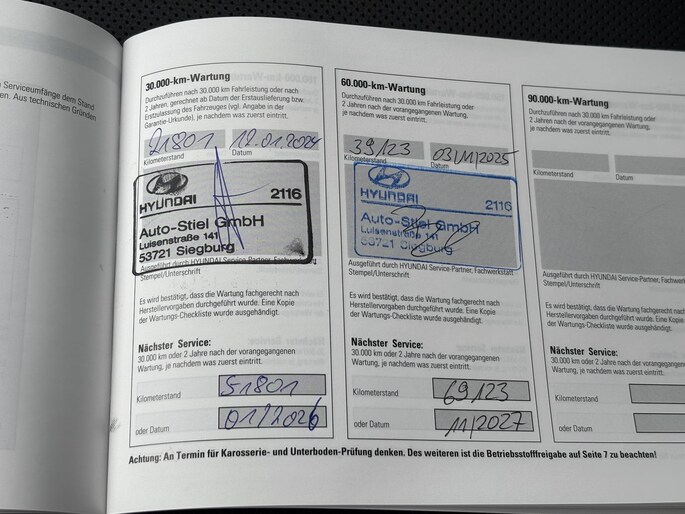 e Serviceumfänge dem Stand
en. Aus technischen Gründen
30.000-km-Wartung
Durchzuführen nach 30.000 km Fahrleistung oder nach
2 Jahren, gerechnet ab Datum der Erstauslieferung bzw.
Erstzulassung des Fahrzeuges (vgl. Angabe in der
Garantie-Urkunde), je nachdem was zuerst eintritt.
21801 12.01.2024
Kilometerstand Datum
HYUNDAI 2116
Auto-Stiel GmbH
Luisenstraße 141
53721 Siegburg
Ausgeführt durch HYUNDAI Service-Partner, Fachwerkstatt
Stempel/Unterschrift
Es wird bestätigt, dass die Wartung fachgerecht nach
Herstellervorgaben durchgeführt wurde. Eine Kopie
der Wartungs-Checkliste wurde ausgehändigt.
Nächster Service:
30.000 km oder 2 Jahre nach der vorangegangenen
Wartung, je nachdem was zuerst eintritt.
Kilometerstand 51801
oder Datum 01/2026
60.000-km-Wartung
Durchzuführen nach 30.000 km Fahrleistung oder
2 Jahre nach der vorangegangenen Wartung,
je nachdem was zuerst eintritt.
39123 03/11/2025
Kilometerstand Datum
HYUNDAI 2116
Auto-Stiel GmbH
Luisenstraße 141
53721 Siegburg
Ausgeführt durch HYUNDAI Service-Partner, Fachwerkstatt
Stempel/Unterschrift
Es wird bestätigt, dass die Wartung fachgerecht nach
Herstellervorgaben durchgeführt wurde. Eine Kopie
der Wartungs-Checkliste wurde ausgehändigt.
Nächster Service:
30.000 km oder 2 Jahre nach der vorangegangenen
Wartung, je nachdem was zuerst eintritt.
Kilometerstand 69123
oder Datum 11/2027
90.000-km-Wartung
Durchzuführen nach 30.000 km Fahrleistung oder
2 Jahre nach der vorangegangenen Wartung,
je nachdem was zuerst eintritt.
Kilometerstand Datum
Ausgeführt durch HYUNDAI Service-Partner, Fachwe
Stempel/Unterschrift
Es wird bestätigt, dass die Wartung fachgerecht
Herstellervorgaben durchgeführt wurde. Eine Ko
der Wartungs-Checkliste wurde ausgehändigt.
Nächster Service:
30.000 km oder 2 Jahre nach der vorangega
Wartung, je nachdem was zuerst eintritt.
Kilometerstand
oder Datum
Achtung: An Termin für Karosserie- und Unterboden-Prüfung denken. Des weiteren ist die Betriebsstofffreigabe auf Seite 7 zu beachten!